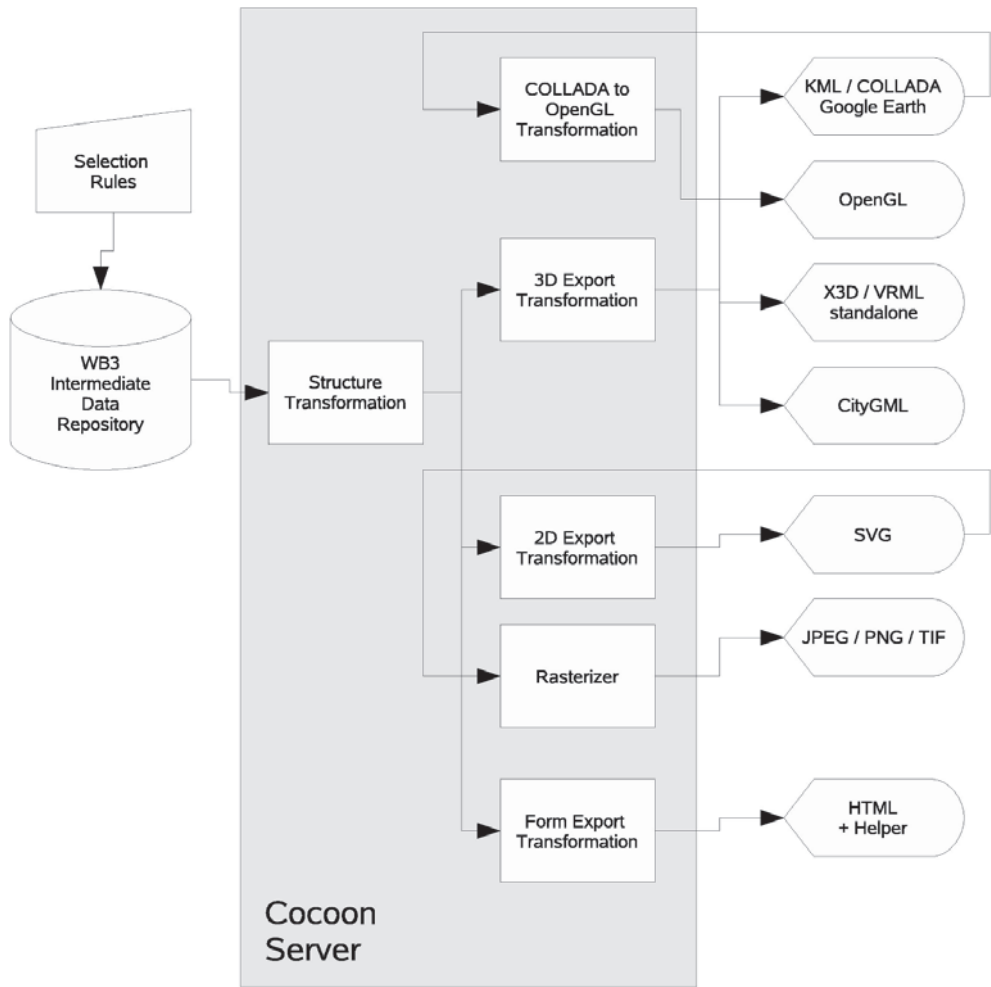 COLLADA to
OpenGL
Transformation
KML / COLLADA
Google Earth
Selection
Rules
OpenGL
3D Export
Transformation
X3D / VRML
standalone
WB3
Intermediate
Data
Repository
Structure
Transformation
CityGML
2D Export
Transformation
SVG
Rasterizer
JPEG / PNG / TIF
Form Export
Transformation
HTML
+ Helper
Cocoon
Server